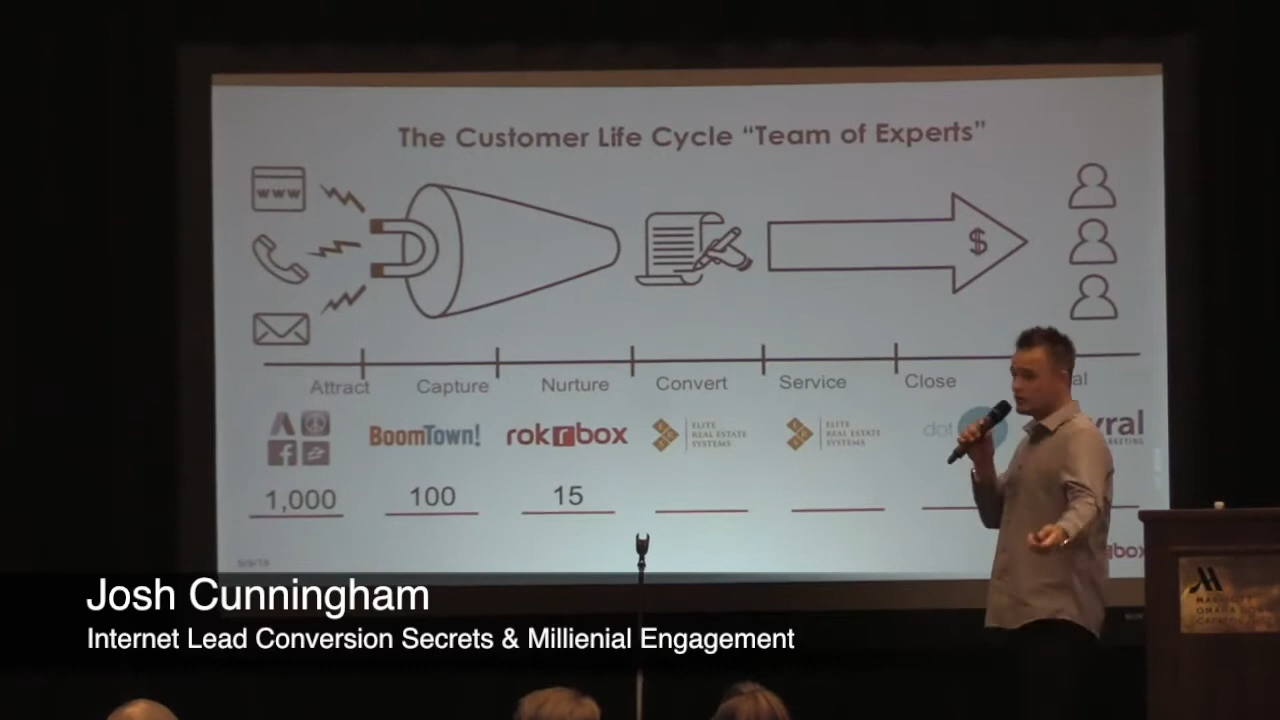 The Customer Life Cycle "Team of Experts"
www
$
Attract Capture Nurture Convert Service Close
BoomTown! rokrbox ELITE REAL ESTATE SYSTEMS ELITE REAL ESTATE SYSTEMS dot
1,000 100 15
Josh Cunningham
Internet Lead Conversion Secrets & Millienial Engagement